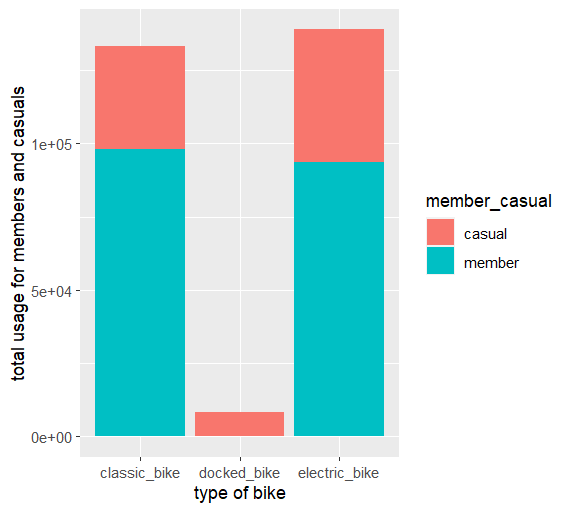 total usage for members and casuals
1e+05
5e+04
0e+00
classic_bike docked_bike electric_bike
type of bike
member_casual
casual
member